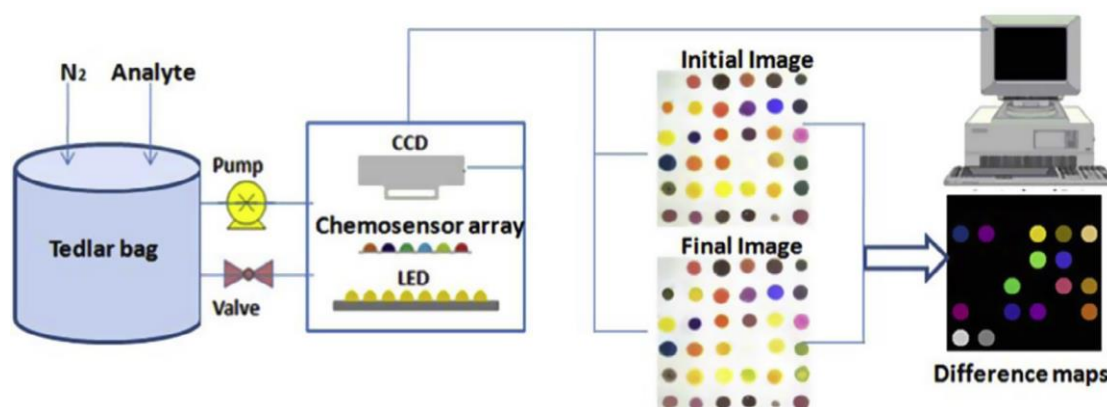 N₂ Analyte
Pump
Tedlar bag
Valve
CCD
Chemosensor array
LED
Initial Image
Final Image
Difference maps